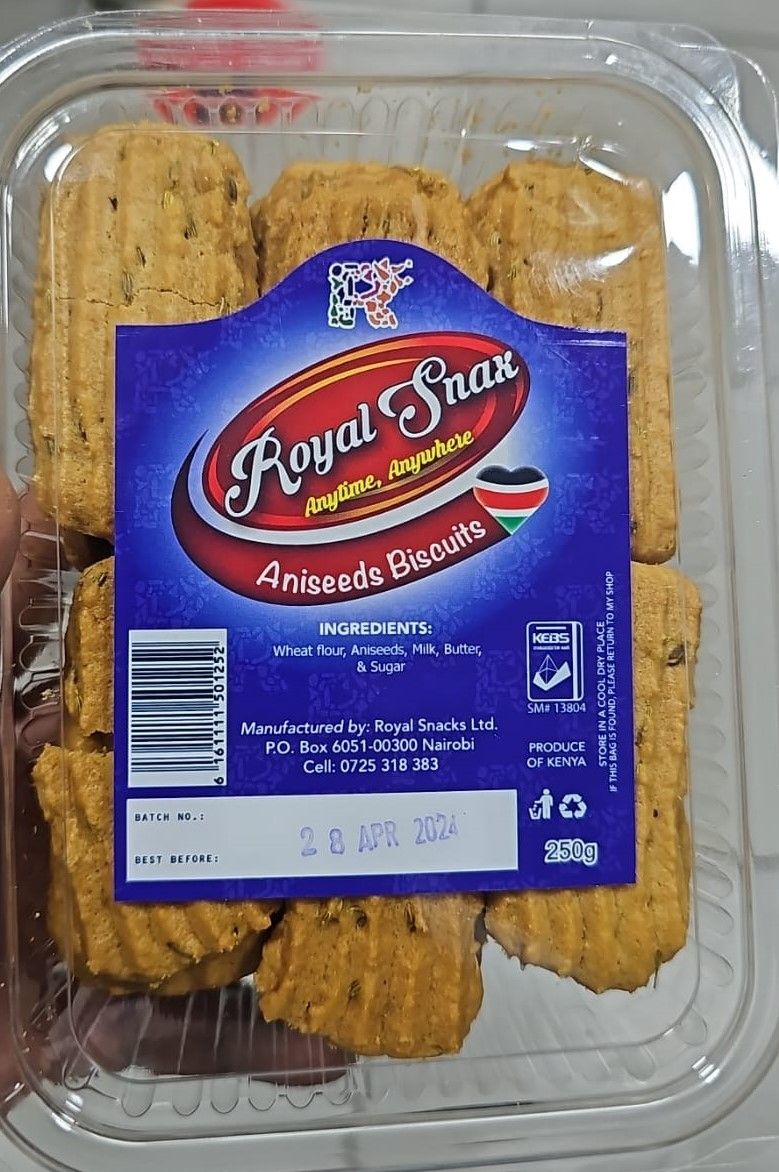 Royal Snax
Anytime, Anywhere
Aniseeds Biscuits
INGREDIENTS:
Wheat flour, Aniseeds, Milk, Butter,
& Sugar
KEBS
SM# 13804
Manufactured by: Royal Snacks Ltd.
P.O. Box 6051-00300 Nairobi
Cell: 0725 318 383
PRODUCE
OF KENYA
STORE IN A COOL DRY PLACE
IF THIS BAG IS FOUND, PLEASE RETURN TO MY SHOP
6 161111 501252
BATCH NO.:
28 APR 2024
BEST BEFORE:
250g